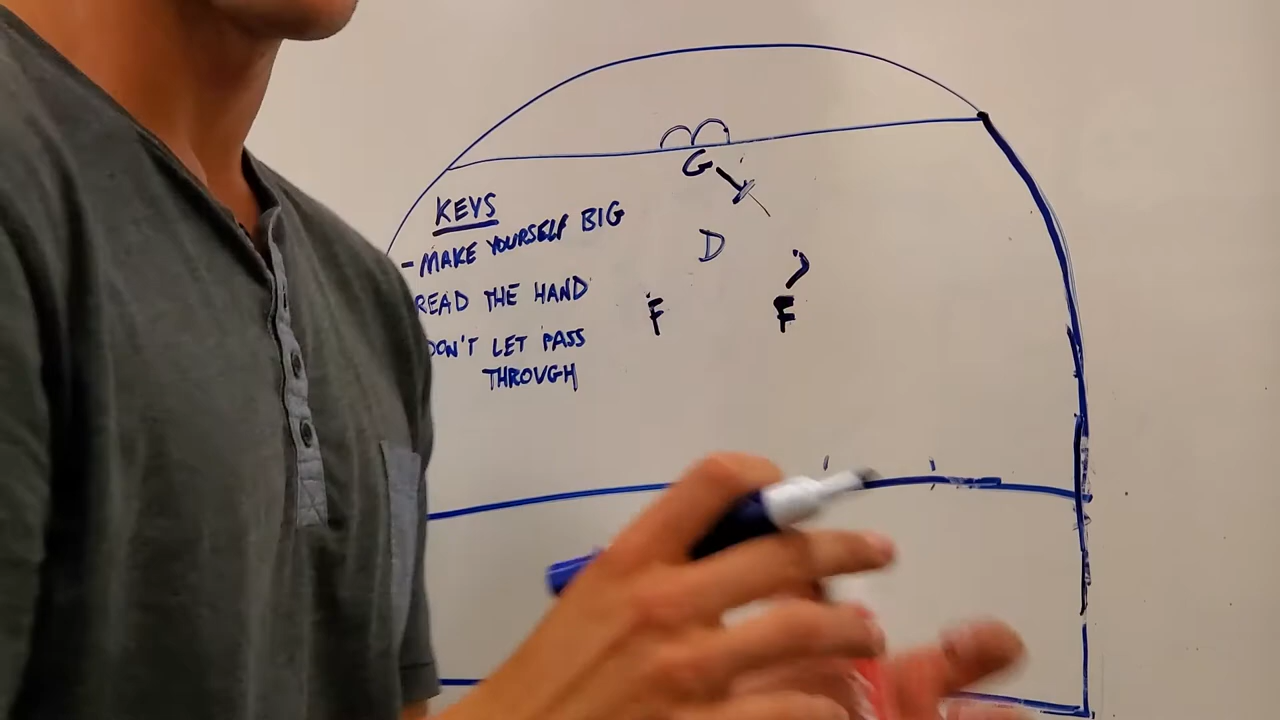 KEYS
- MAKE YOURSELF BIG
READ THE HAND
DON'T LET PASS
THROUGH
G
D
F F